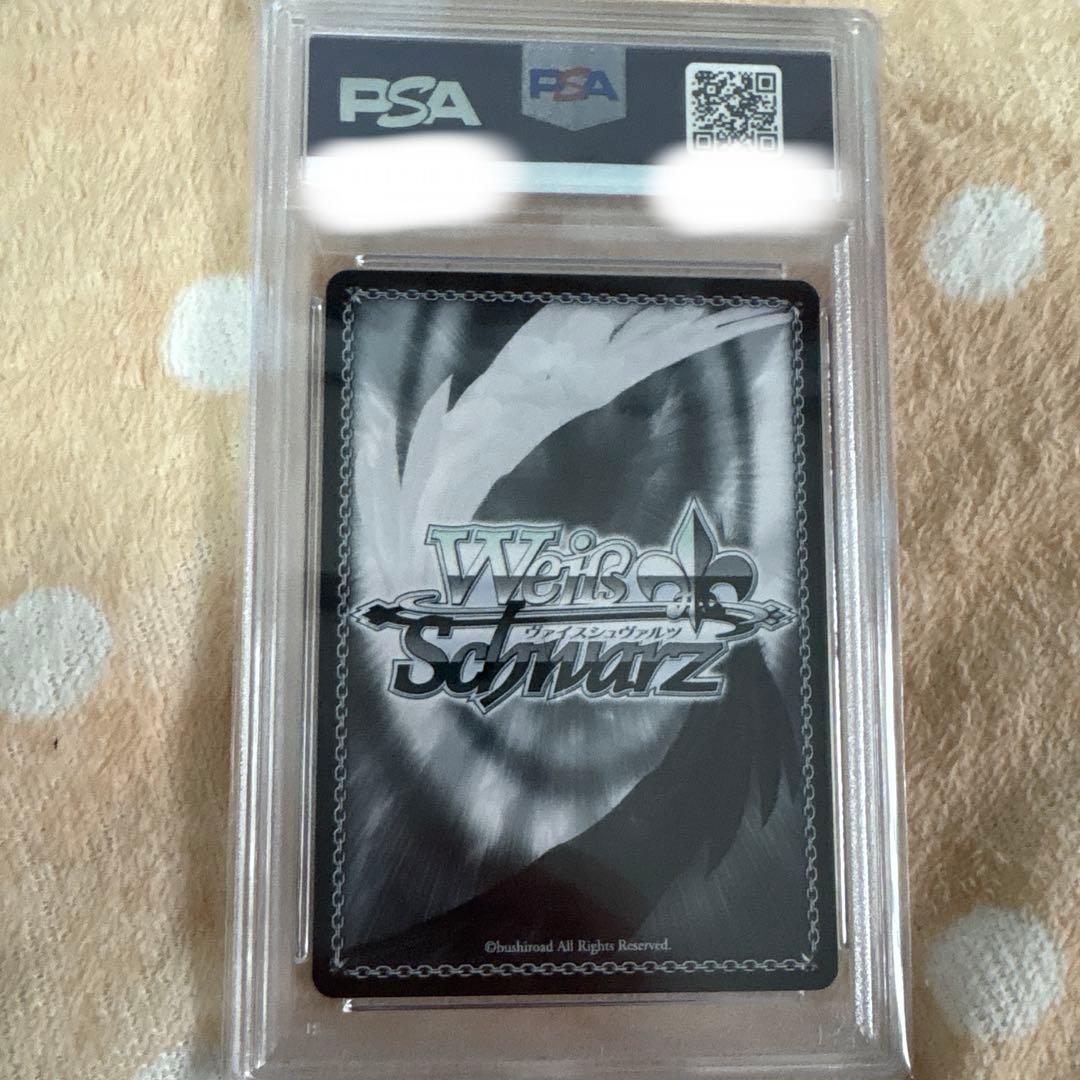 PSA
PSA
Weiß
ヴァイスシュヴァルツ
Schwarz
©bushiroad All Rights Reserved.